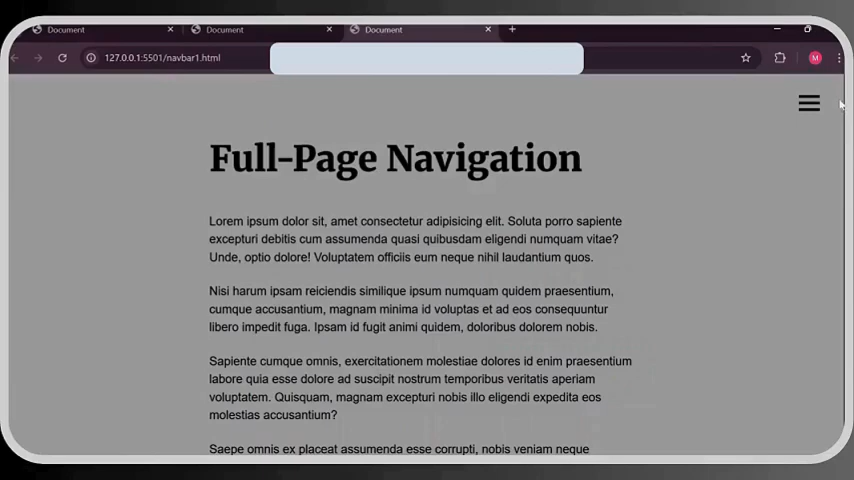 Document
Document
Document
127.0.0.1:5501/navbar1.html
M
Full-Page Navigation
Lorem ipsum dolor sit, amet consectetur adipisicing elit. Soluta porro sapiente
excepturi debitis cum assumenda quasi quibusdam eligendi numquam vitae?
Unde, optio dolore! Voluptatem officiis eum neque nihil laudantium quos.
Nisi harum ipsam reiciendis similique ipsum numquam quidem praesentium,
cumque accusantium, magnam minima id voluptas et ad eos consequuntur
libero impedit fuga. Ipsam id fugit animi quidem, doloribus dolorem nobis.
Sapiente cumque omnis, exercitationem molestiae dolores id enim praesentium
labore quia esse dolore ad suscipit nostrum temporibus veritatis aperiam
voluptatem. Quisquam, magnam excepturi nobis illo eligendi expedita eos
molestias accusantium?
Saepe omnis ex placeat assumenda esse corrupti, nobis veniam neque